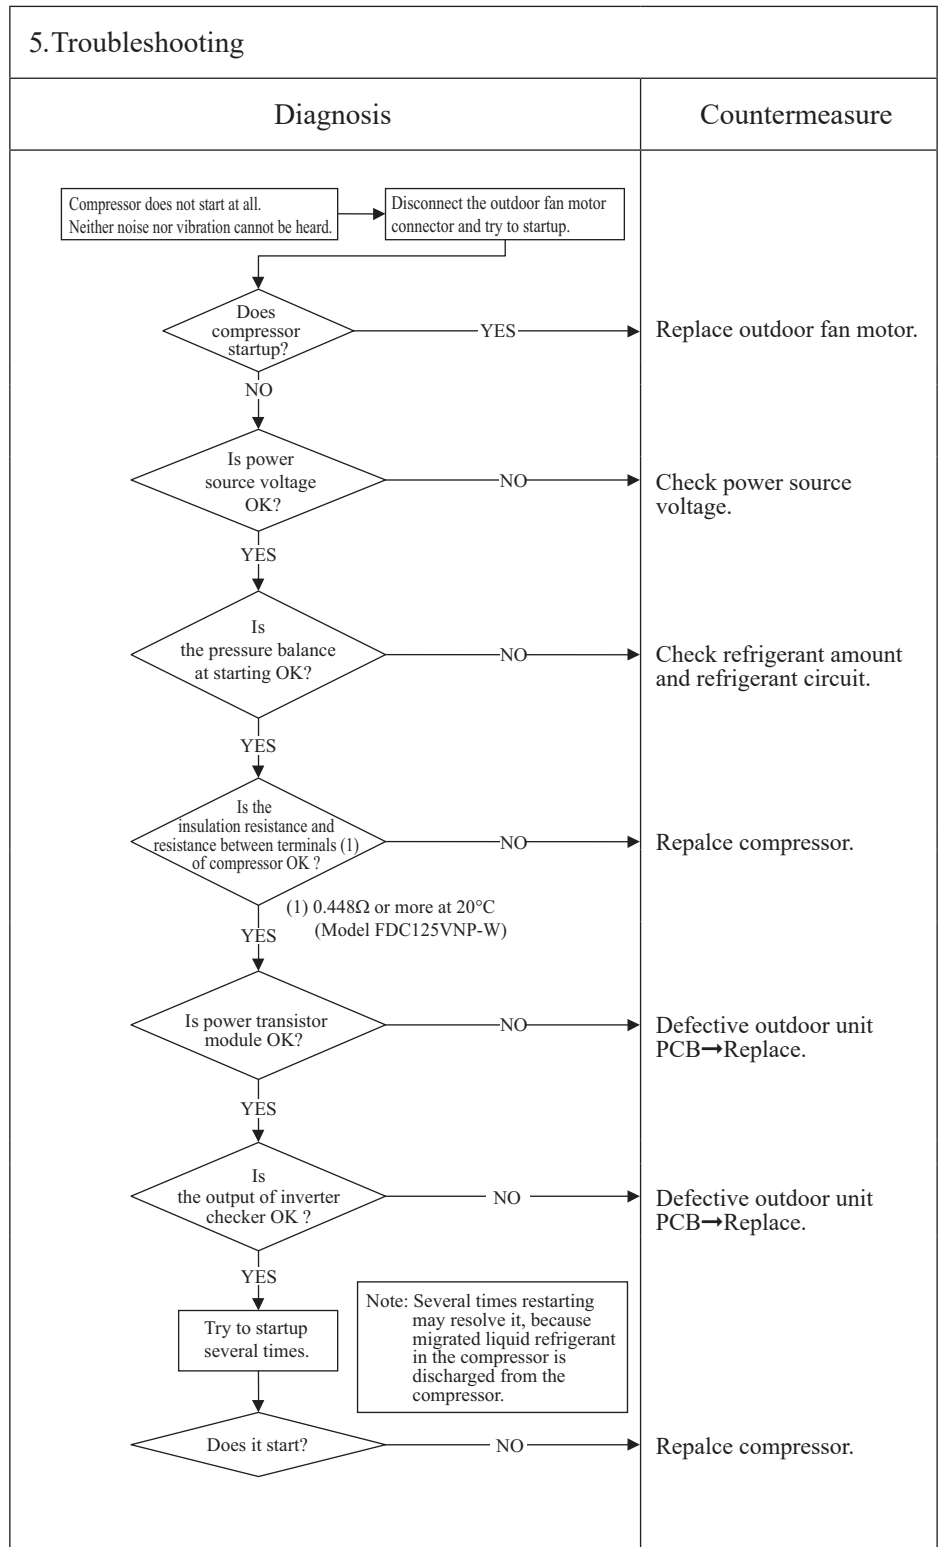 5.Troubleshooting
Diagnosis
Countermeasure
Compressor does not start at all.
Neither noise nor vibration cannot be heard.
Disconnect the outdoor fan motor
connector and try to startup.
Does
compressor
startup?
YES
Replace outdoor fan motor.
NO
Is power
source voltage
OK?
NO
Check power source
voltage.
YES
Is
the pressure balance
at starting OK?
NO
Check refrigerant amount
and refrigerant circuit.
YES
Is the
insulation resistance and
resistance between terminals (1)
of compressor OK ?
NO
Repalce compressor.
(1) 0.448Ω or more at 20°C
(Model FDC125VNP-W)
YES
Is power transistor
module OK?
NO
Defective outdoor unit
PCB→Replace.
YES
Is
the output of inverter
checker OK ?
NO
Defective outdoor unit
PCB→Replace.
YES
Try to startup
several times.
Note: Several times restarting
may resolve it, because
migrated liquid refrigerant
in the compressor is
discharged from the
compressor.
Does it start?
NO
Repalce compressor.